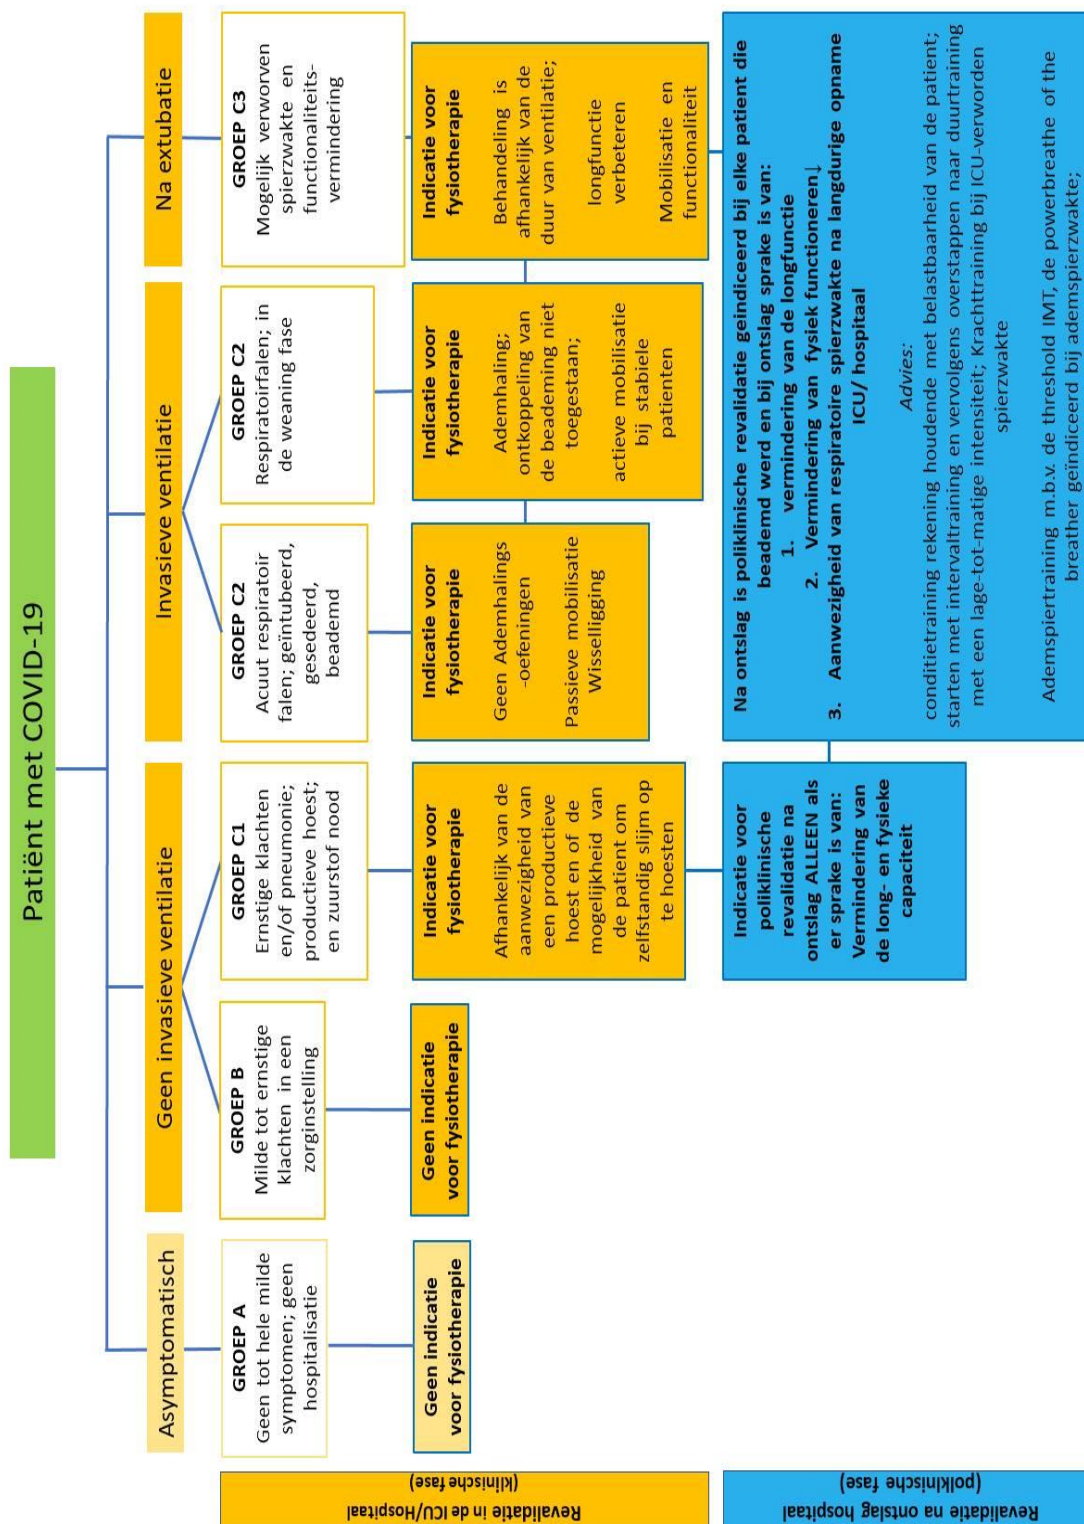 Patiënt met COVID-19
Asymptomatisch
Geen invasieve ventilatie
Invasieve ventilatie
Na extubatie
Revalidatie in de ICU/Hospitaal
(klinische fase)
GROEP A
Geen tot hele milde
symptomen; geen
hospitalisatie
GROEP B
Milde tot ernstige
klachten in een
zorginstelling
GROEP C1
Ernstige klachten
en/of pneumonie;
productieve hoest;
en zuurstof nood
GROEP C2
Acuut respiratoir
falen; geïntubeerd,
gesedeerd,
beademd
GROEP C2
Respiratoirfalen; in
de weaning fase
GROEP C3
Mogelijk verworven
spierzwakte en
functionaliteits-
vermindering
Geen indicatie
voor fysiotherapie
Geen indicatie
voor fysiotherapie
Indicatie voor
fysiotherapie
Afhankelijk van de
aanwezigheid van
een productieve
hoest en of de
mogelijkheid van
de patient om
zelfstandig slijm op
te hoesten
Indicatie voor
fysiotherapie
Geen Ademhalings
-oefeningen
Passieve mobilisatie
Wisselligging
Indicatie voor
fysiotherapie
Ademhaling;
ontkoppeling van
de beademing niet
toegestaan;
actieve mobilisatie
bij stabiele
patienten
Indicatie voor
fysiotherapie
Behandeling is
afhankelijk van de
duur van ventilatie;
longfunctie
verbeteren
Mobilisatie en
functionaliteit
Revalidatie na ontslag hospitaal
(poliklnische fase)
Indicatie voor
poliklinische
revalidatie na
ontslag ALLEEN als
er sprake is van:
Vermindering van
de long- en fysieke
capaciteit
Na ontslag is poliklinische revalidatie geindiceerd bij elke patient die
beademd werd en bij ontslag sprake is van:
1. vermindering van de longfunctie
2. Vermindering van fysiek functioneren↓
3. Aanwezigheid van respiratoire spierzwakte na langdurige opname
ICU/ hospitaal
Advies:
conditietraining rekening houdende met belastbaarheid van de patient;
starten met intervaltraining en vervolgens overstappen naar duurtraining
met een lage-tot-matige intensiteit; Krachttraining bij ICU-verworden
spierzwakte
Ademspiertraining m.b.v. de threshold IMT, de powerbreathe of the
breather geïndiceerd bij ademspierzwakte;